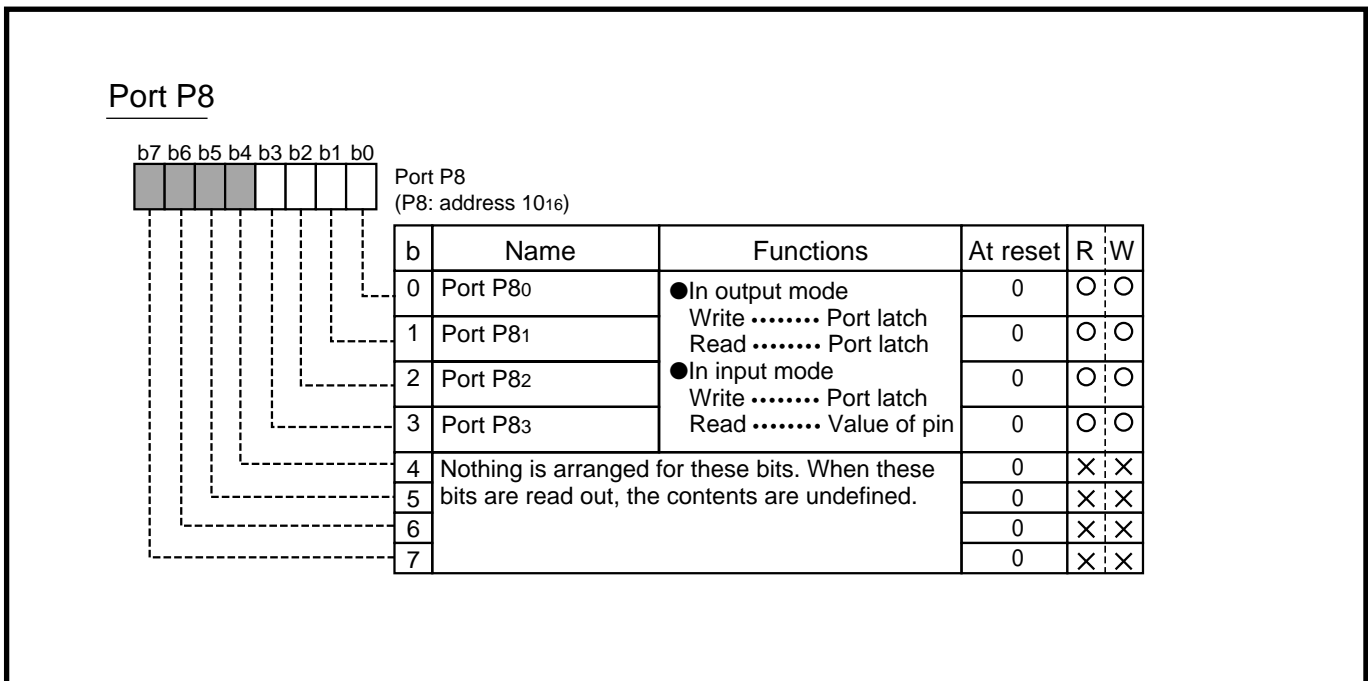 Port P8
b7 b6 b5 b4 b3 b2 b1 b0
Port P8
(P8: address 1016)
b Name Functions At reset R W
0 Port P80 ●In output mode 0 O O
Write •••••••• Port latch
1 Port P81 0 O O
Read •••••••• Port latch
2 Port P82 ●In input mode 0 O O
Write •••••••• Port latch
3 Port P83 Read •••••••• Value of pin 0 O O
4 Nothing is arranged for these bits. When these 0 × ×
5 bits are read out, the contents are undefined. 0 × ×
6 0 × ×
7 0 × ×